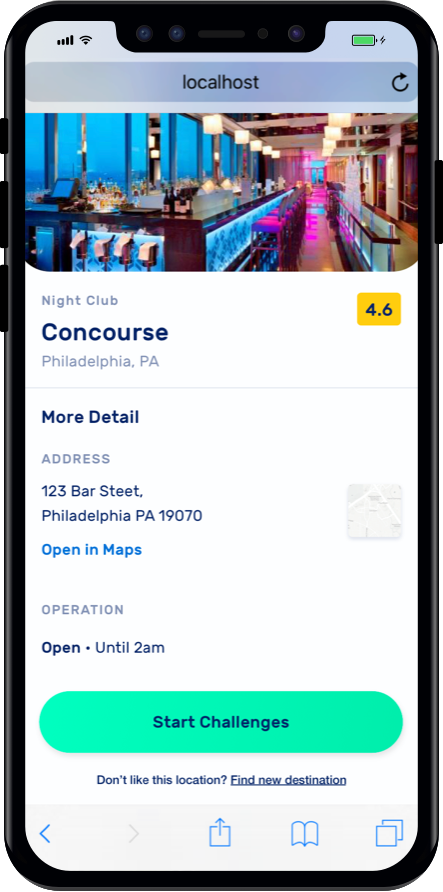 localhost
Night Club
4.6
Concourse
Philadelphia, PA
More Detail
ADDRESS
123 Bar Steet,
Philadelphia PA 19070
Open in Maps
OPERATION
Open • Until 2am
Start Challenges
Don't like this location? Find new destination